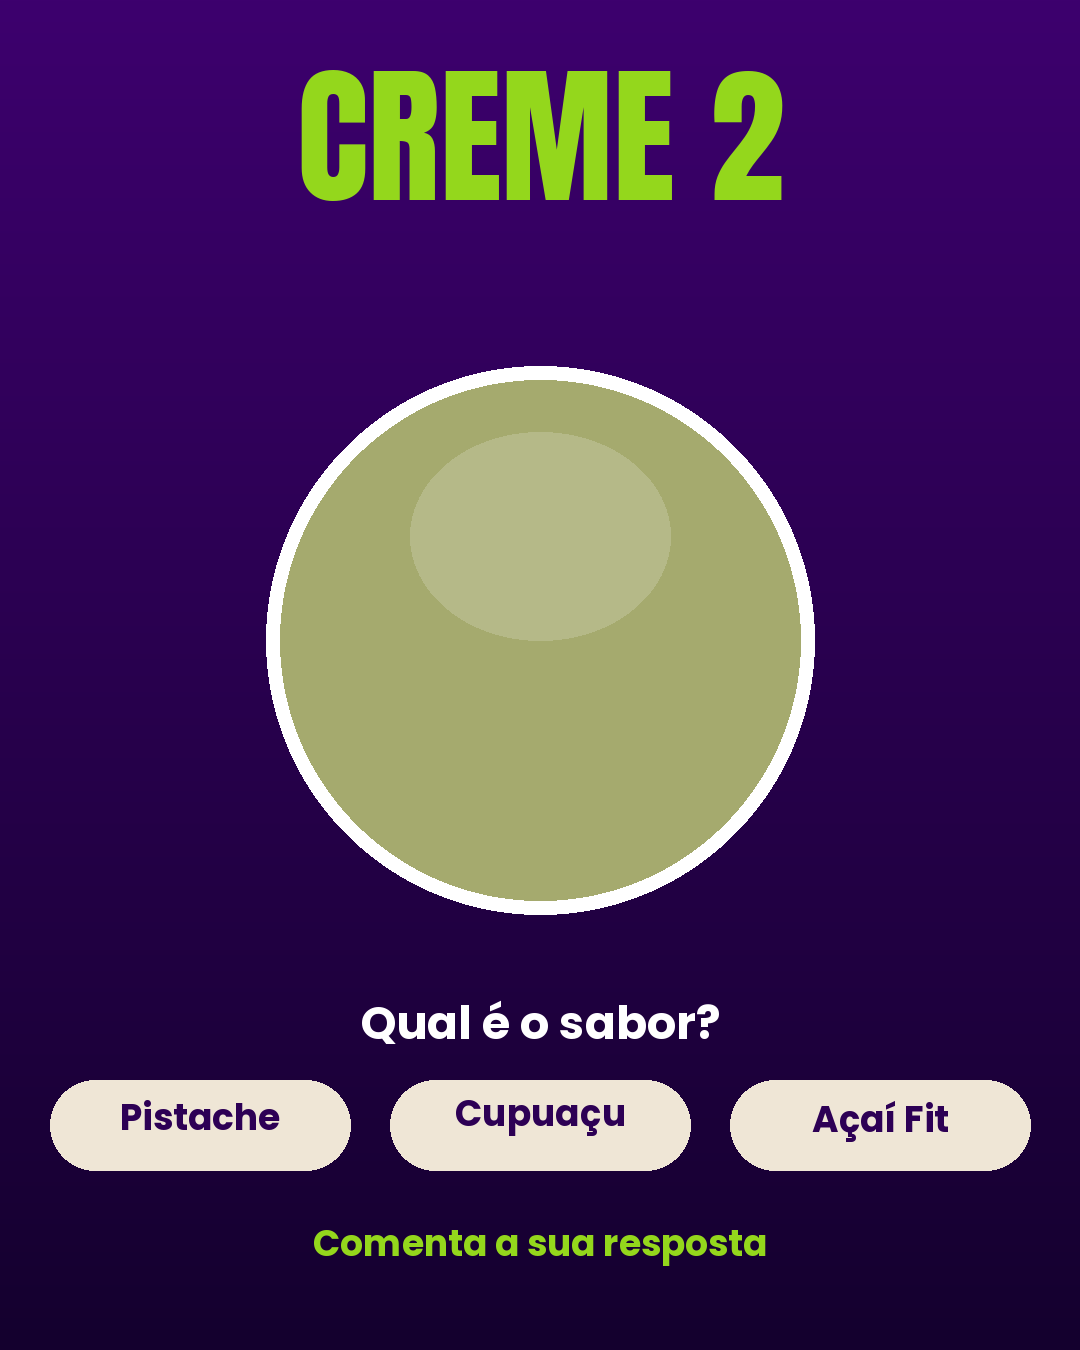 CREME 2
Qual é o sabor?
Pistache
Cupuaçu
Açaí Fit
Comenta a sua resposta